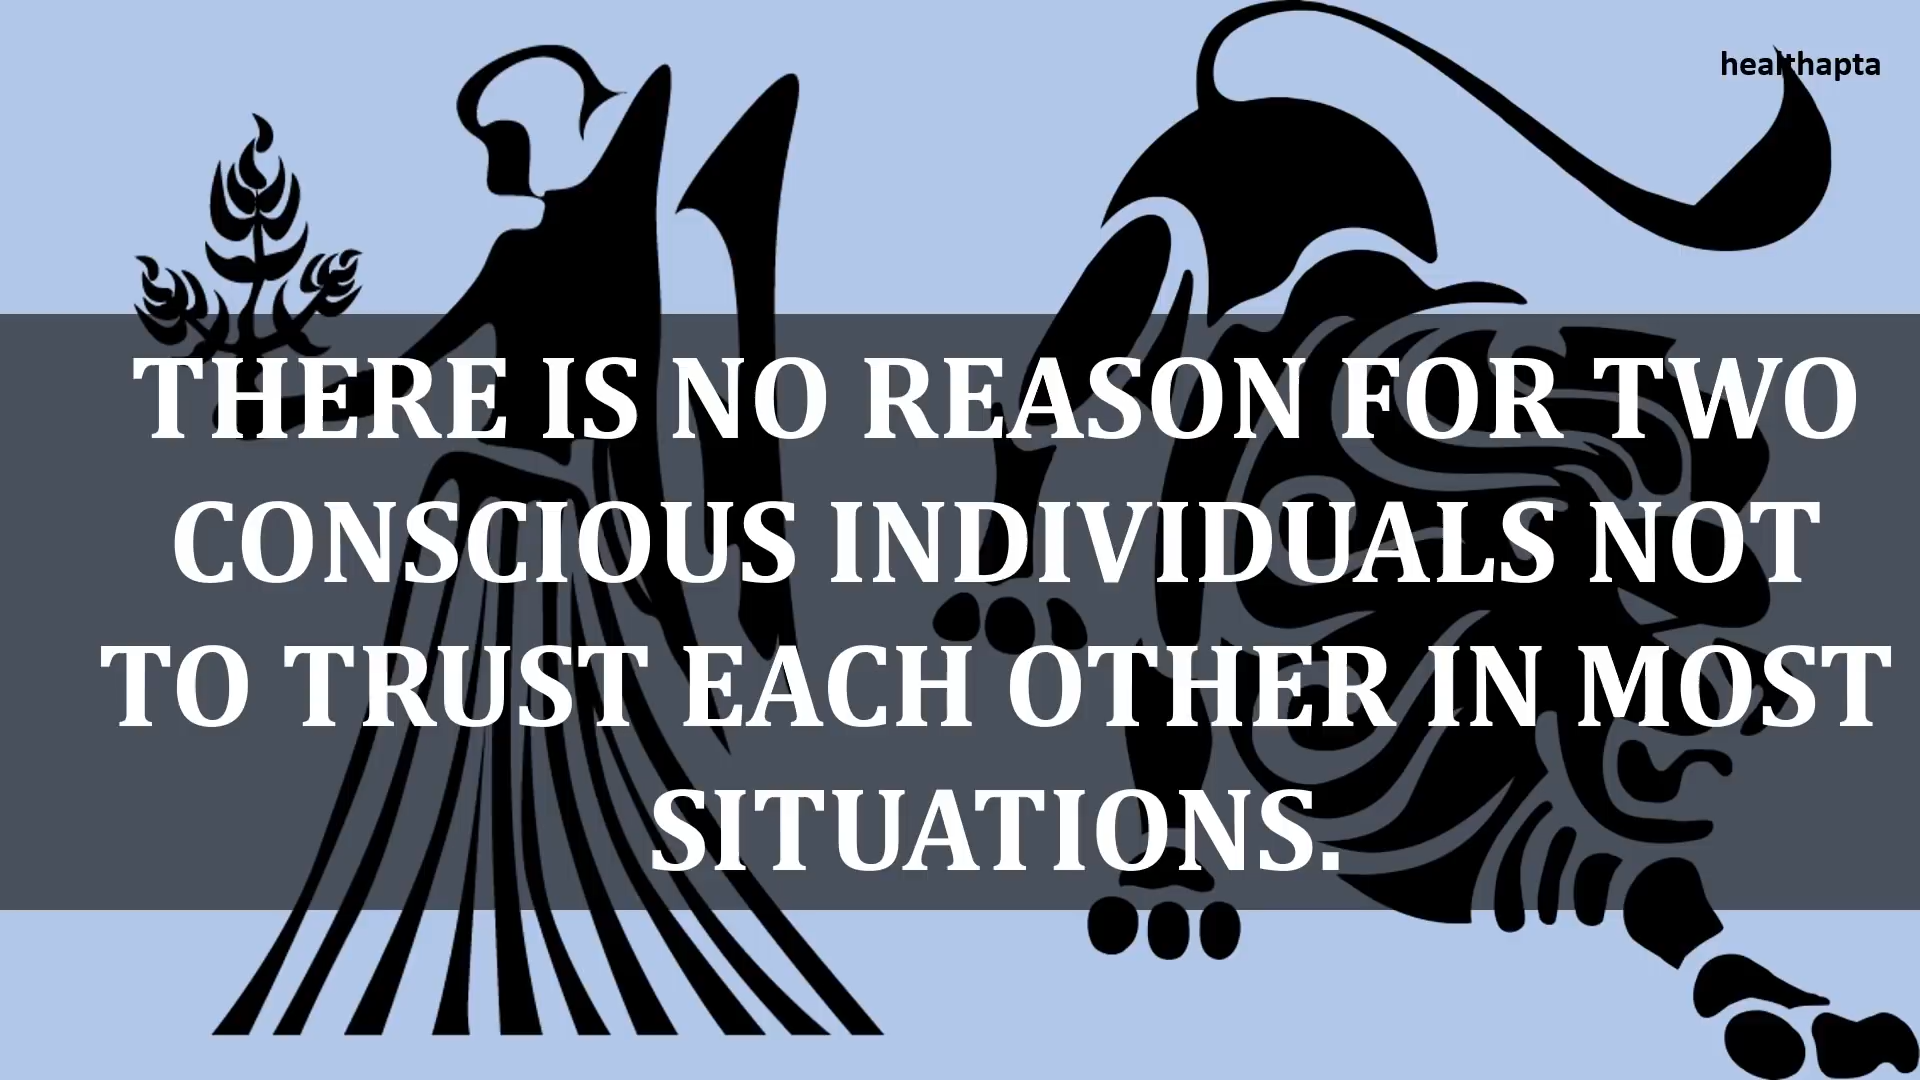 healthapta
THERE IS NO REASON FOR TWO
CONSCIOUS INDIVIDUALS NOT
TO TRUST EACH OTHER IN MOST
SITUATIONS.